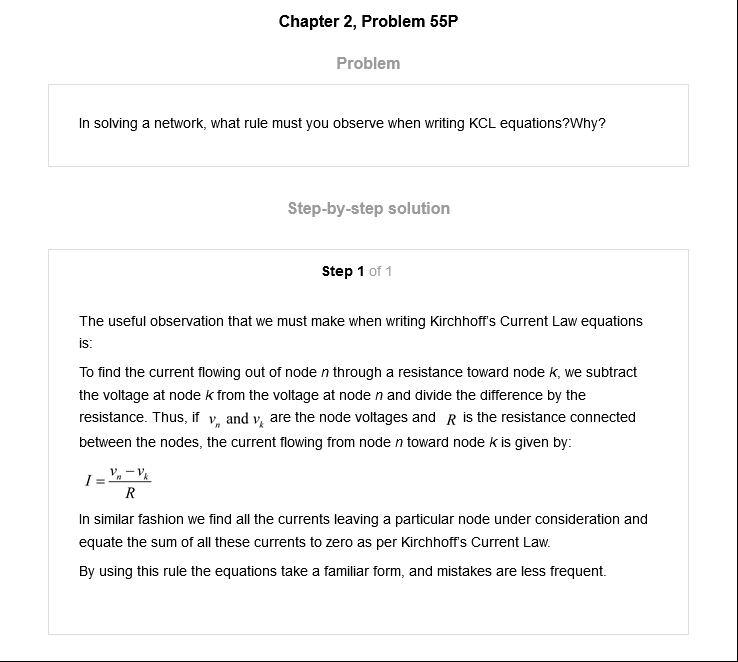 Chapter 2, Problem 55P
Problem
In solving a network, what rule must you observe when writing KCL equations?Why?
Step-by-step solution
Step 1 of 1
The useful observation that we must make when writing Kirchhoff's Current Law equations
is:
To find the current flowing out of node n through a resistance toward node k, we subtract
the voltage at node k from the voltage at node n and divide the difference by the
resistance. Thus, if vₙ and vₖ are the node voltages and R is the resistance connected
between the nodes, the current flowing from node n toward node k is given by:
I = (vₙ − vₖ)/R
In similar fashion we find all the currents leaving a particular node under consideration and
equate the sum of all these currents to zero as per Kirchhoff's Current Law.
By using this rule the equations take a familiar form, and mistakes are less frequent.